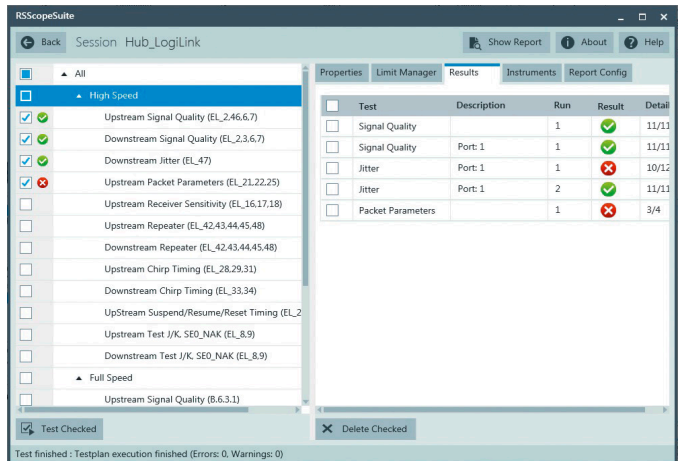 RSScopeSuite
Back Session Hub_LogiLink Show Report About Help
All
High Speed
Upstream Signal Quality (EL_2,46,6,7)
Downstream Signal Quality (EL_2,3,6,7)
Downstream Jitter (EL_47)
Upstream Packet Parameters (EL_21,22,25)
Upstream Receiver Sensitivity (EL_16,17,18)
Upstream Repeater (EL_42,43,44,45,48)
Downstream Repeater (EL_42,43,44,45,48)
Upstream Chirp Timing (EL_28,29,31)
Downstream Chirp Timing (EL_33,34)
UpStream Suspend/Resume/Reset Timing (EL_2
Upstream Test J/K, SE0_NAK (EL_8,9)
Downstream Test J/K, SE0_NAK (EL_8,9)
Full Speed
Upstream Signal Quality (B.6.3.1)
Test Checked
Properties Limit Manager Results Instruments Report Config
Test Description Run Result Detail
Signal Quality 1 11/11
Signal Quality Port: 1 1 11/11
Jitter Port: 1 1 10/12
Jitter Port: 1 2 11/11
Packet Parameters 1 3/4
Delete Checked
Test finished : Testplan execution finished (Errors: 0, Warnings: 0)